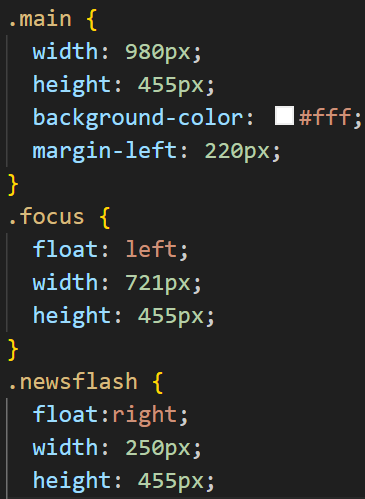 .main {
  width: 980px;
  height: 455px;
  background-color: #fff;
  margin-left: 220px;
}
.focus {
  float: left;
  width: 721px;
  height: 455px;
}
.newsflash {
  float:right;
  width: 250px;
  height: 455px;